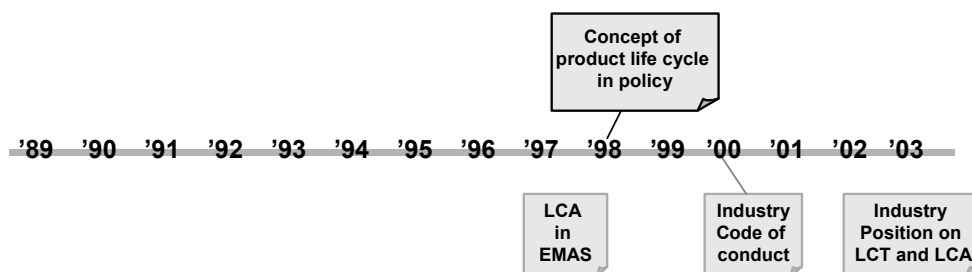 Concept of
product life cycle
in policy
’89 ’90 ’91 ’92 ’93 ’94 ’95 ’96 ’97 ’98 ’99 ’00 ’01 ’02 ’03
LCA
in
EMAS
Industry
Code of
conduct
Industry
Position on
LCT and LCA